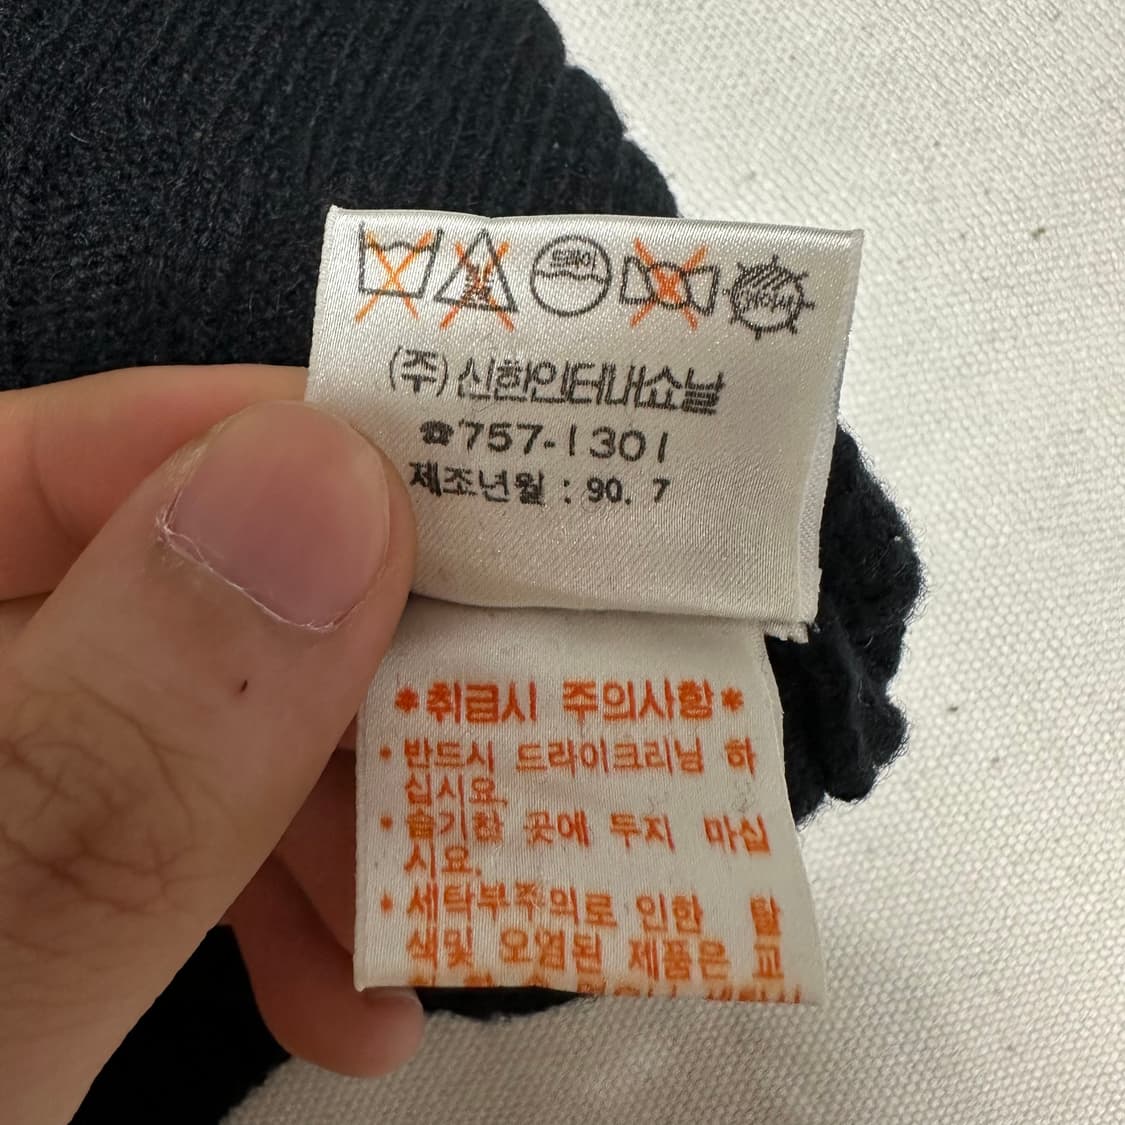 드라이
(주) 신한인터내쇼날
☎757-1301
제조년월 : 90. 7
*취급시 주의사항*
• 반드시 드라이크리닝 하
십시요.
• 습기찬 곳에 두지 마십
시요.
• 세탁부주의로 인한 탈
색및 오염된 제품은 교